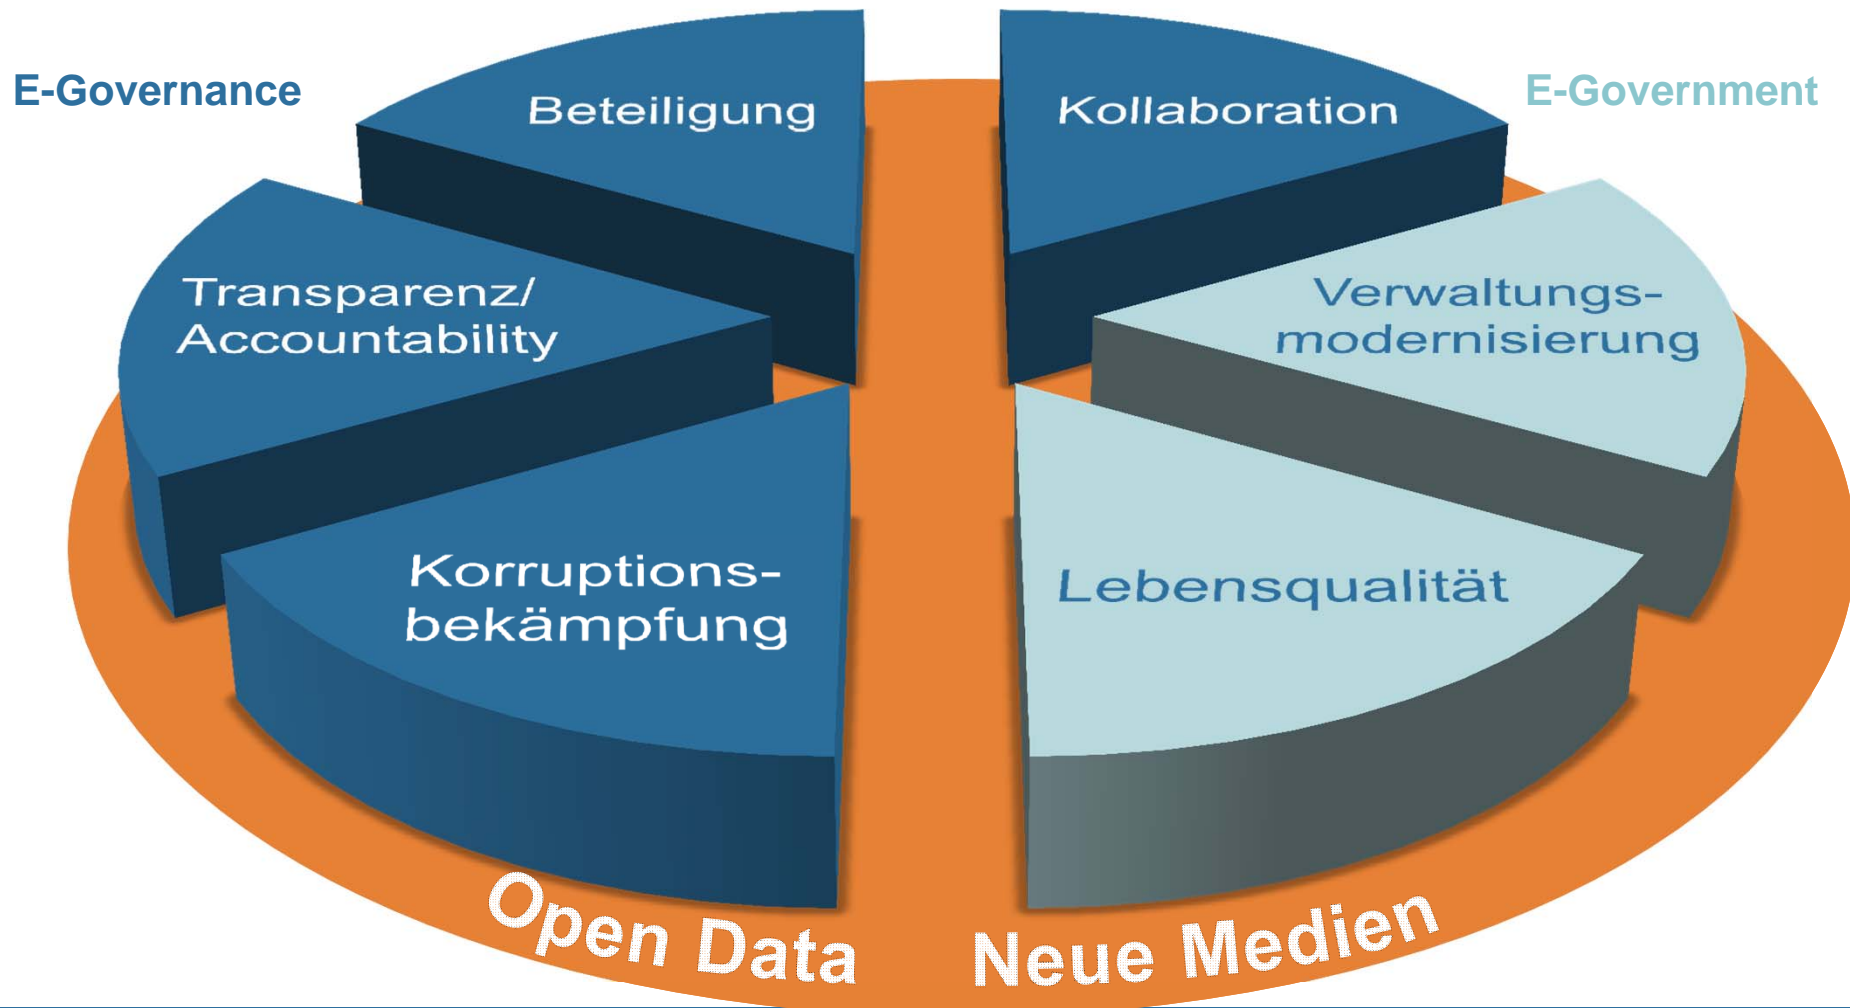 E-Governance
E-Government
Beteiligung
Kollaboration
Transparenz/
Accountability
Verwaltungs-
modernisierung
Korruptions-
bekämpfung
Lebensqualität
Open Data
Neue Medien